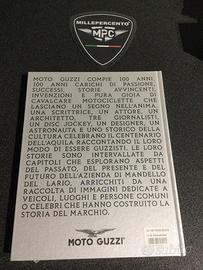 MILLEPERCENTO
MPC
MOTO GUZZI COMPIE 100 ANNI.
100 ANNI CARICHI DI PASSIONE,
SUCCESSI, STORIE AVVINCENTI,
INVENZIONI E PURA GIOIA DI
CAVALCARE MOTOCICLETTE CHE
LASCIANO UN SEGNO NELL'ANIMA.
UNA SCRITTRICE, UN ATTORE, UN
ARCHITETTO, TRE GIORNALISTI,
UN DISC JOCKEY, UN DESIGNER, UN
ASTRONAUTA E UNO STORICO DELLA
CULTURA CELEBRANO IL CENTENARIO
DELL'AQUILA RACCONTANDO IL LORO
MODO DI ESSERE GUZZISTI. LE LORO
STORIE SONO INTERVALLATE DA
CAPITOLI CHE ESPLORANO ASPETTI
DEL PASSATO, DEL PRESENTE E DEL
FUTURO DELL'AZIENDA DI MANDELLO
DEL LARIO, ARRICCHITI DA UNA
RACCOLTA DI IMMAGINI DEDICATE A
VEICOLI, LUOGHI E PERSONE COMUNI
O CELEBRI CHE HANNO COSTRUITO LA
STORIA DEL MARCHIO.
MOTO GUZZI